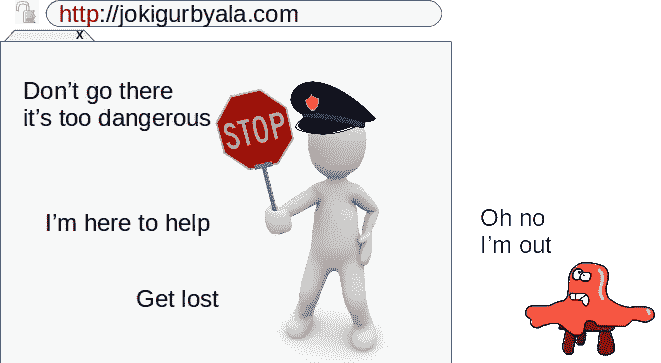 http://jokigurbyala.com
x
Don’t go there
it’s too dangerous
STOP
I’m here to help
Get lost
Oh no
I’m out